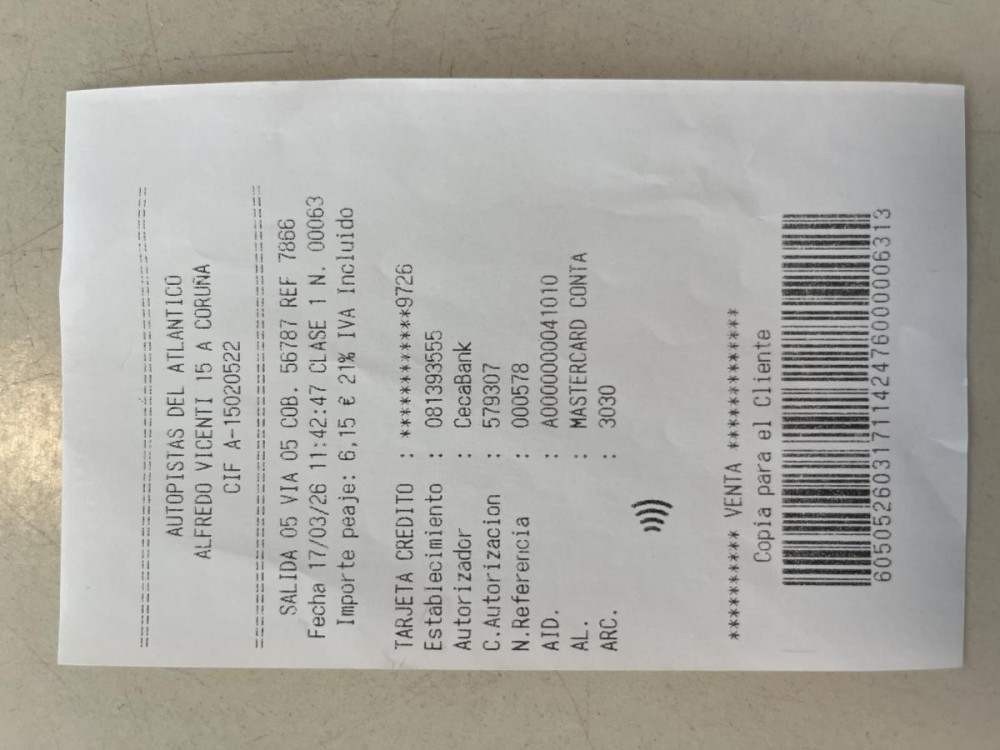 AUTOPISTAS DEL ATLANTICO
ALFREDO VICENTI 15 A CORUÑA
CIF A-15020522
SALIDA 05 VIA 05 COB. 56787 REF 7866
Fecha 17/03/26 11:42:47 CLASE 1 N. 00063
Importe peaje: 6,15 € 21% IVA Incluido
TARJETA CREDITO : ************9726
Establecimiento : 081393555
Autorizador : CecaBank
C.Autorizacion : 579307
N.Referencia : 000578
AID. : A0000000041010
AL. : MASTERCARD CONTA
ARC. : 3030
********** VENTA ************
Copia para el Cliente
6050526031711424760000006313